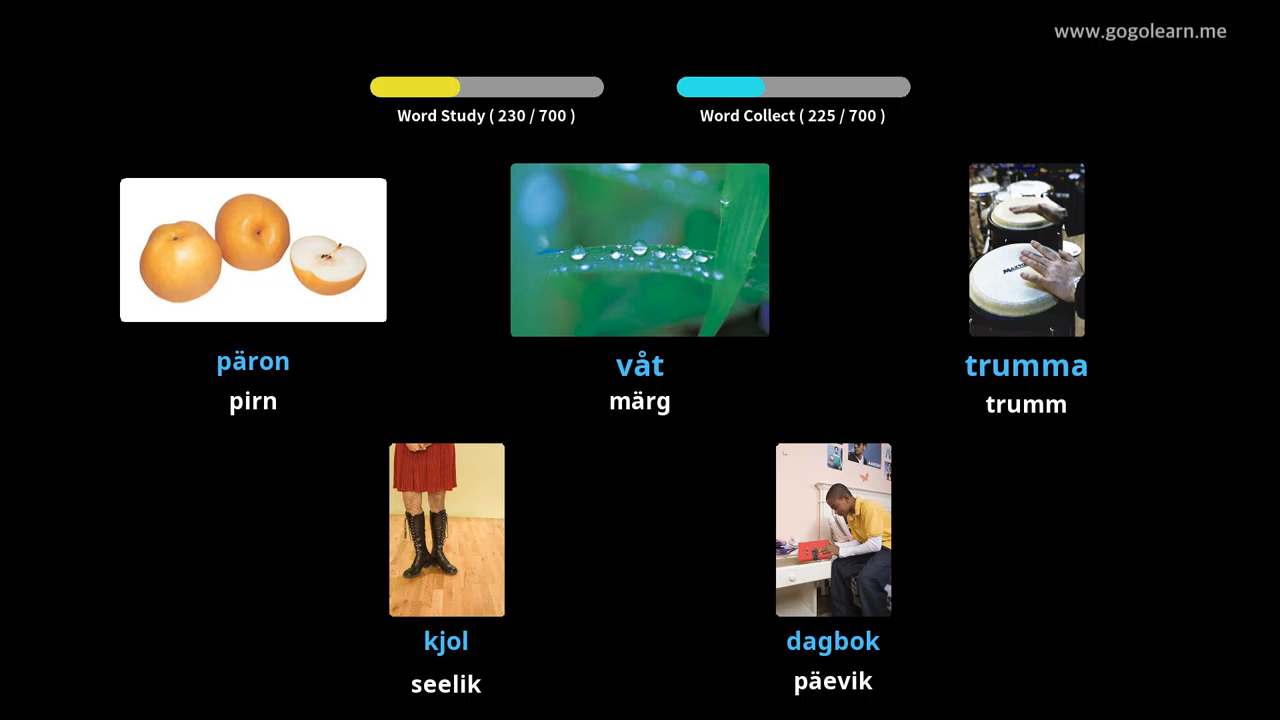 www.gogolearn.me
Word Study ( 230 / 700 )
Word Collect ( 225 / 700 )
päron
pirn
våt
märg
trumma
trumm
kjol
seelik
dagbok
päevik